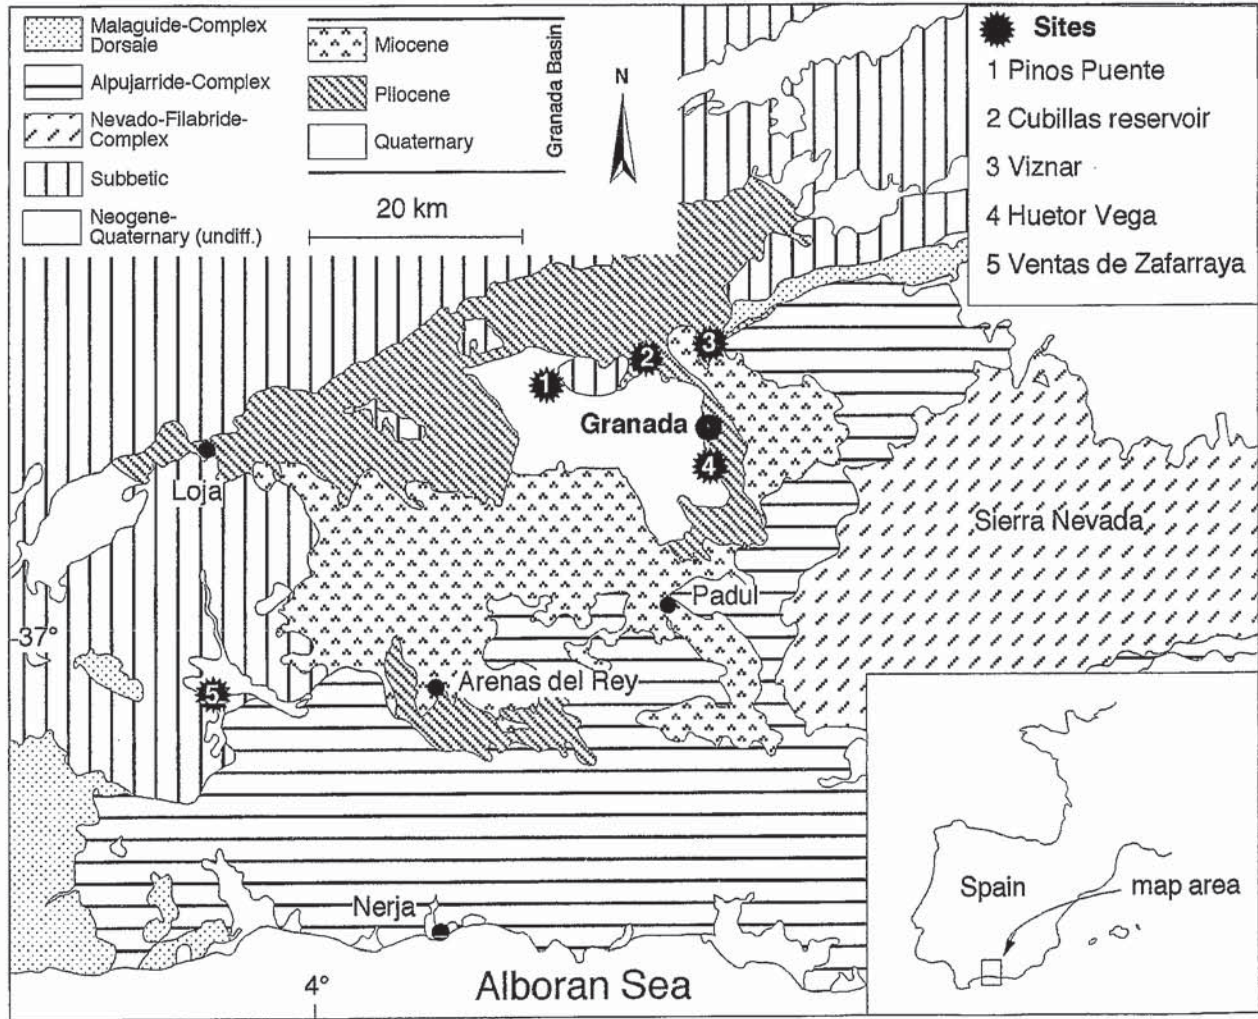 Malaguide-Complex
Dorsale
Alpujarride-Complex
Nevado-Filabride-
Complex
Subbetic
Neogene-
Quaternary (undiff.)
Miocene
Pliocene
Quaternary
Granada Basin
20 km
N
Sites
1 Pinos Puente
2 Cubillas reservoir
3 Viznar
4 Huetor Vega
5 Ventas de Zafarraya
1
2
3
Granada
4
Loja
Sierra Nevada
Padul
37°
5
Arenas del Rey
Nerja
Alboran Sea
4°
Spain
map area